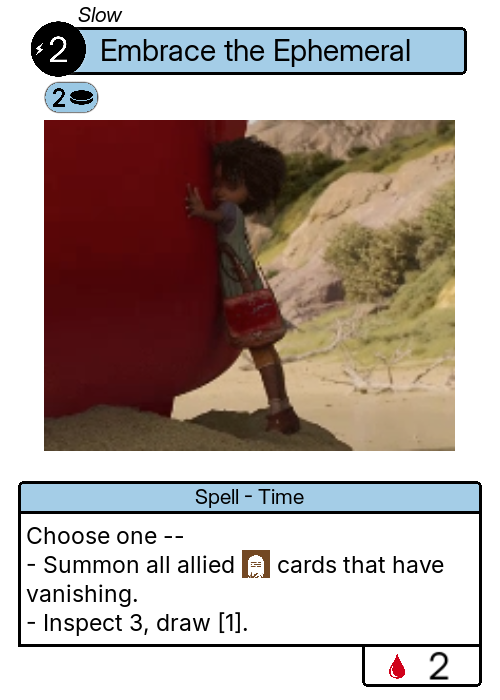 Slow
2 Embrace the Ephemeral
2
Spell - Time
Choose one --
- Summon all allied cards that have
vanishing.
- Inspect 3, draw [1].
2